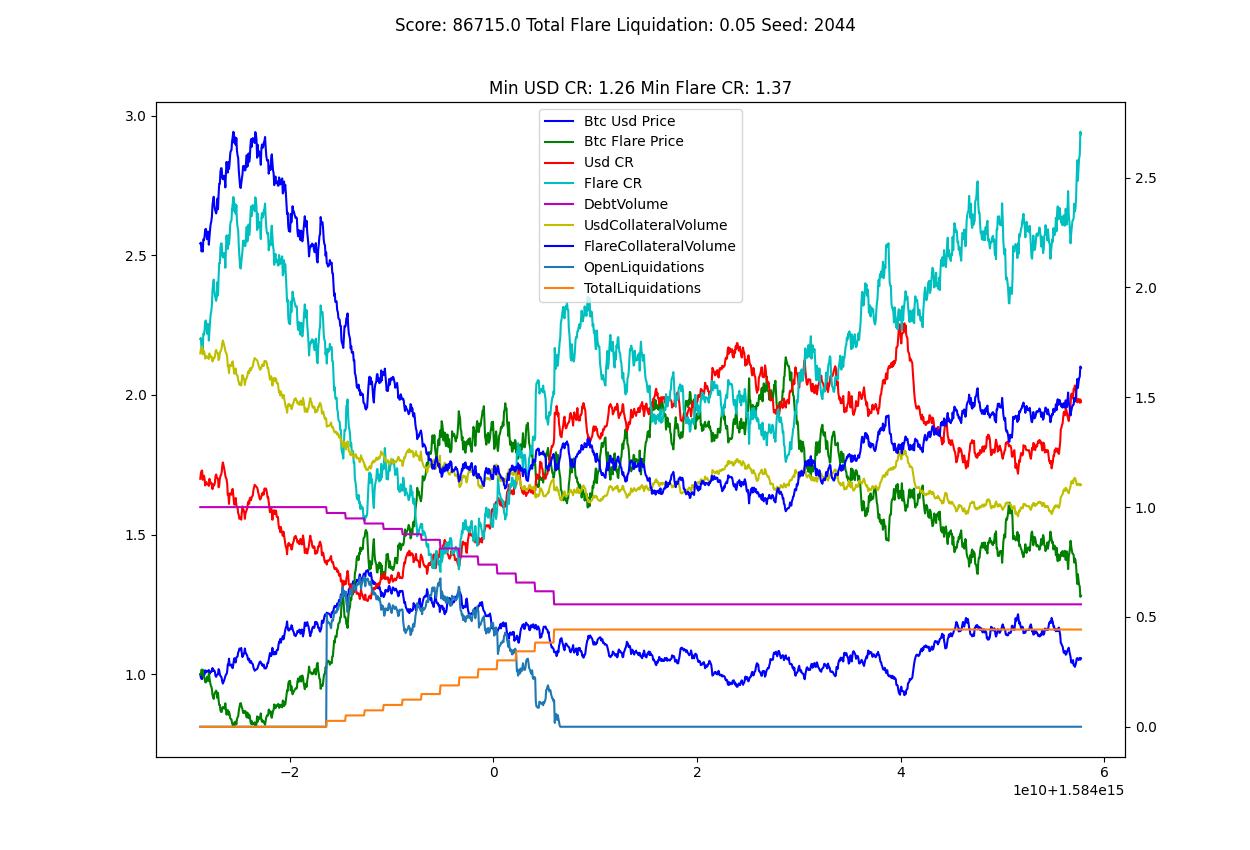 Score: 86715.0 Total Flare Liquidation: 0.05 Seed: 2044
Min USD CR: 1.26 Min Flare CR: 1.37
3.0
2.5
2.0
1.5
1.0
Btc Usd Price
Btc Flare Price
Usd CR
Flare CR
DebtVolume
UsdCollateralVolume
FlareCollateralVolume
OpenLiquidations
TotalLiquidations
2.5
2.0
1.5
1.0
0.5
0.0
−2 0 2 4 6
1e10+1.584e15